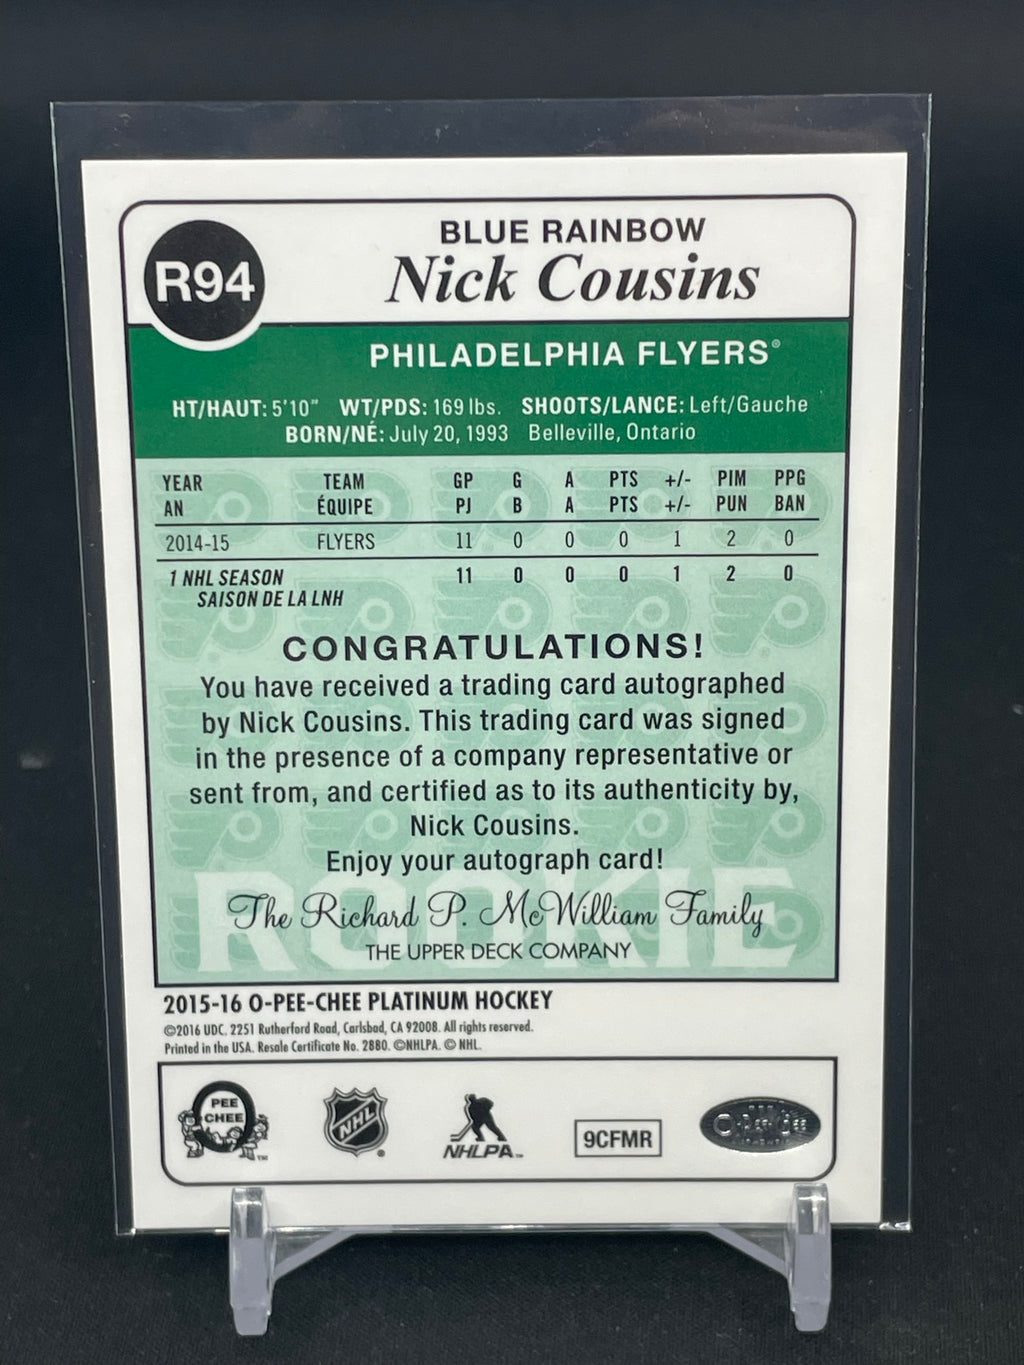 R94
BLUE RAINBOW
Nick Cousins
PHILADELPHIA FLYERS®
HT/HAUT: 5'10" WT/PDS: 169 lbs. SHOOTS/LANCE: Left/Gauche
BORN/NÉ: July 20, 1993 Belleville, Ontario
YEAR TEAM GP G A PTS +/- PIM PPG
AN ÉQUIPE PJ B A PTS +/- PUN BAN
2014-15 FLYERS 11 0 0 0 1 2 0
1 NHL SEASON 11 0 0 0 1 2 0
SAISON DE LA LNH
CONGRATULATIONS!
You have received a trading card autographed
by Nick Cousins. This trading card was signed
in the presence of a company representative or
sent from, and certified as to its authenticity by,
Nick Cousins.
Enjoy your autograph card!
The Richard P. McWilliam Family
ROOKIE
THE UPPER DECK COMPANY
2015-16 O-PEE-CHEE PLATINUM HOCKEY
©2016 UDC. 2251 Rutherford Road, Carlsbad, CA 92008. All rights reserved.
Printed in the USA. Resale Certificate No. 2880. ©NHLPA. © NHL.
PEE
CHEE
TM
NHL
NHLPA
9CFMR
O-Pee-Chee